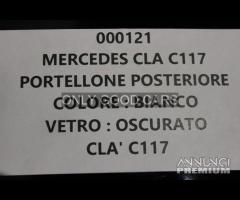 000121
MERCEDES CLA C117
PORTELLONE POSTERIORE
COLORE : BIANCO
VETRO : OSCURATO
CLA' C117
ANNUNCI
PREMIUM